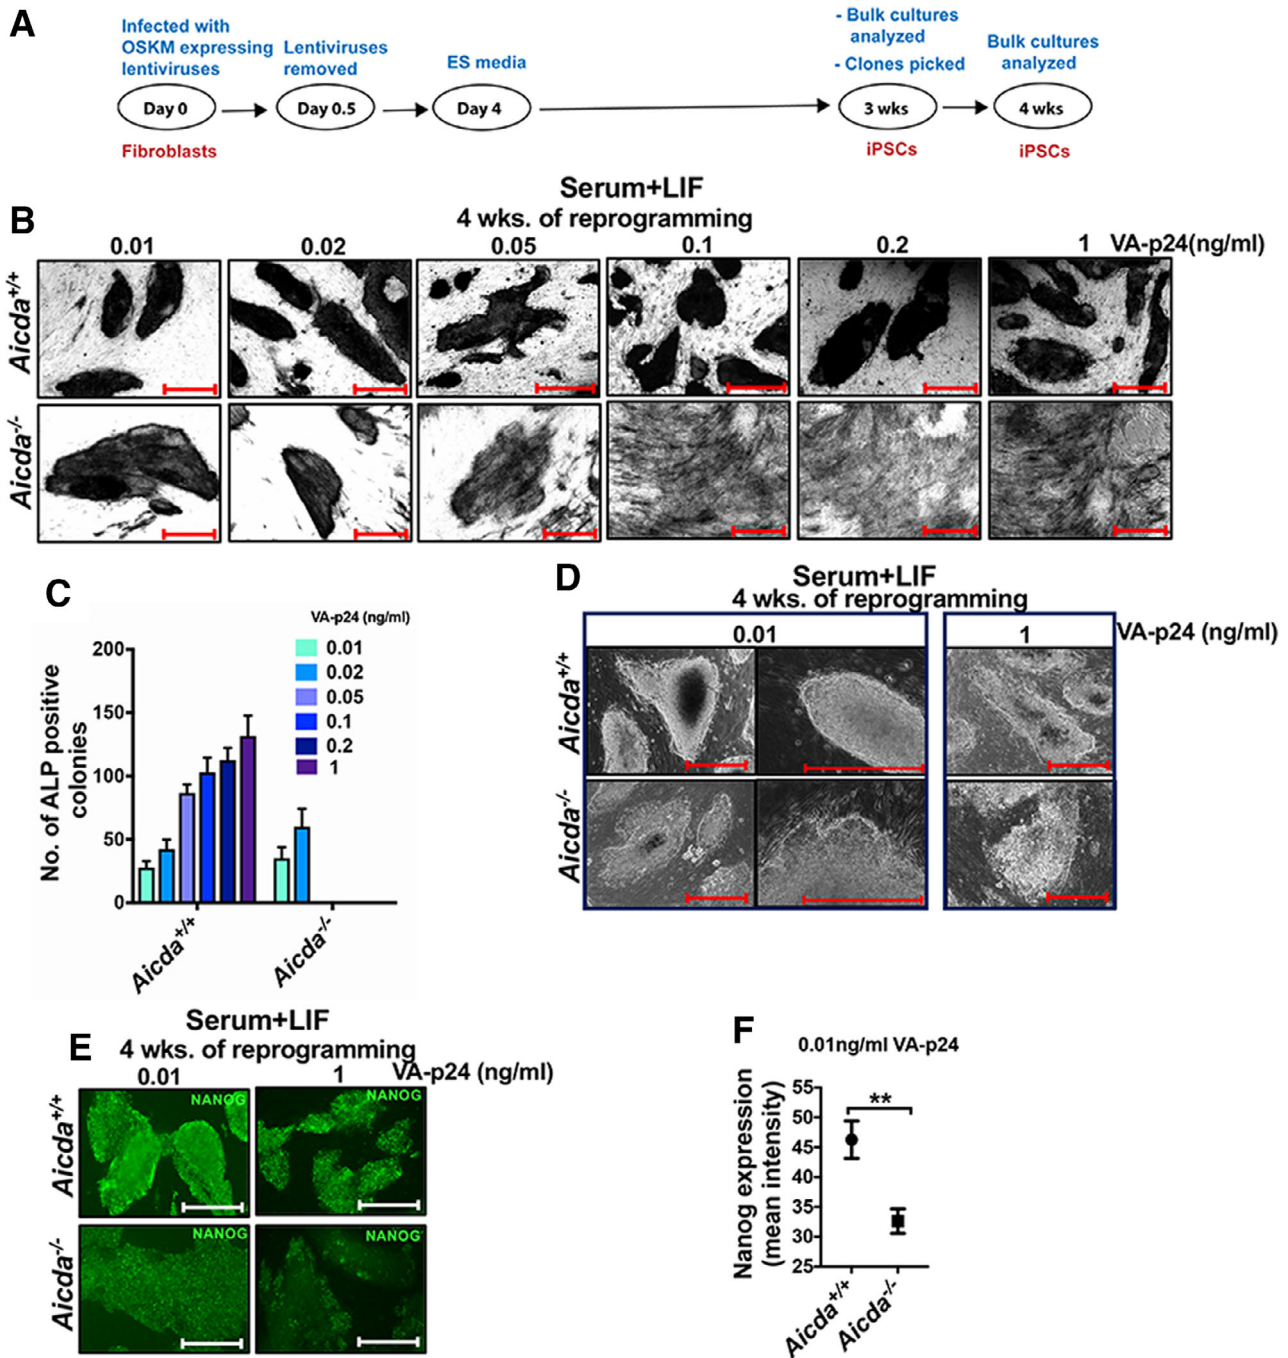 A
Infected with
OSKM expressing
lentiviruses
Lentiviruses
removed
ES media
- Bulk cultures
analyzed
- Clones picked
Bulk cultures
analyzed
Day 0
Day 0.5
Day 4
3 wks
4 wks
Fibroblasts
iPSCs
iPSCs
B
Serum+LIF
4 wks. of reprogramming
0.01 0.02 0.05 0.1 0.2 1 VA-p24(ng/ml)
Aicda+/+
Aicda-/-
C
VA-p24 (ng/ml)
0.01
0.02
0.05
0.1
0.2
1
No. of ALP positive
colonies
200
150
100
50
0
Aicda+/+
Aicda-/-
D
Serum+LIF
4 wks. of reprogramming
0.01 1 VA-p24 (ng/ml)
Aicda+/+
Aicda-/-
E
Serum+LIF
4 wks. of reprogramming
0.01 1 VA-p24 (ng/ml)
NANOG NANOG
Aicda+/+
NANOG NANOG
Aicda-/-
F
0.01ng/ml VA-p24
**
Nanog expression
(mean intensity)
55
50
45
40
35
30
25
Aicda+/+
Aicda-/-